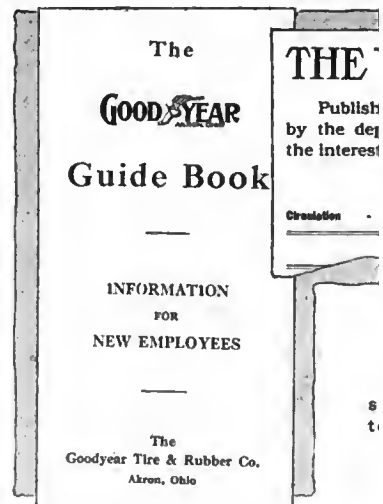 The
GOODYEAR
Guide Book
INFORMATION
FOR
NEW EMPLOYEES
The
Goodyear Tire & Rubber Co.
Akron, Ohio
THE
Publish
by the dep
the interest
Circulation -
s
te